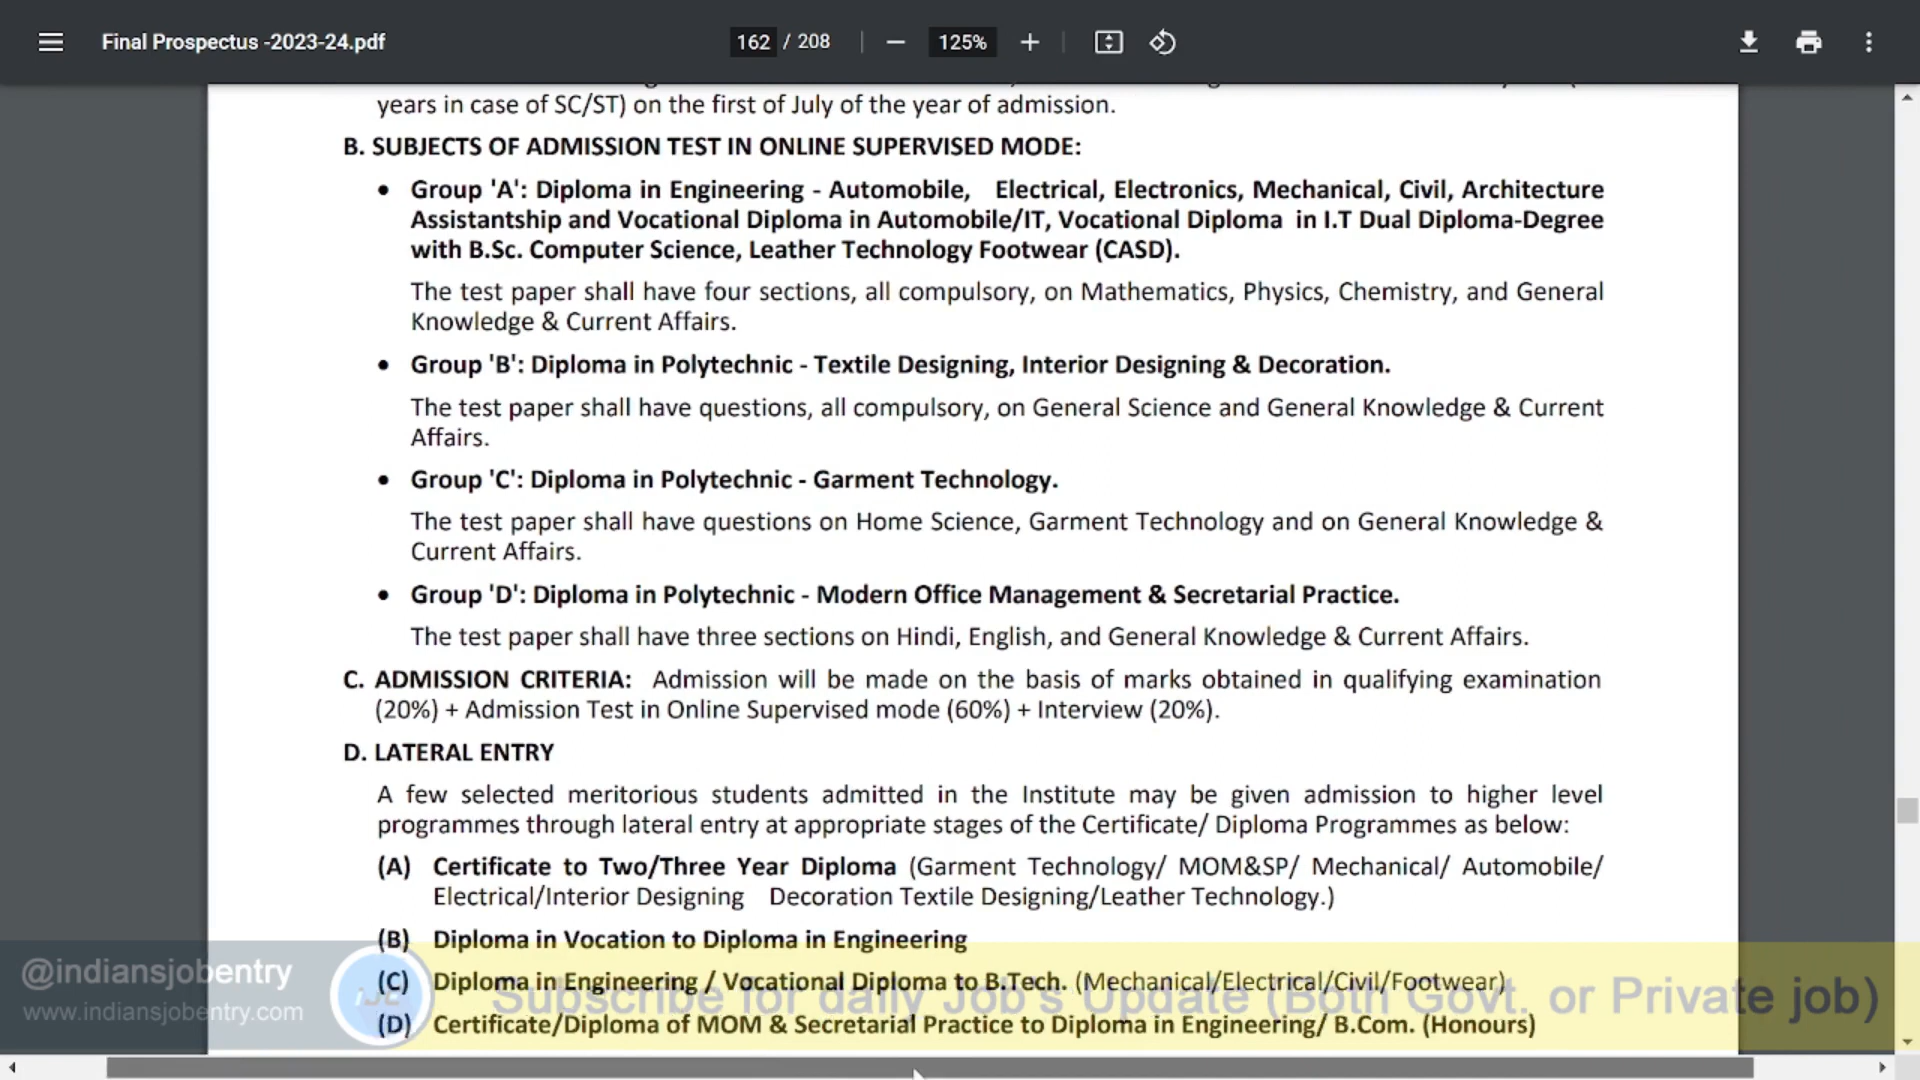 Final Prospectus -2023-24.pdf
162 / 208
125%
years in case of SC/ST) on the first of July of the year of admission.
B. SUBJECTS OF ADMISSION TEST IN ONLINE SUPERVISED MODE:
• Group 'A': Diploma in Engineering - Automobile, Electrical, Electronics, Mechanical, Civil, Architecture
Assistantship and Vocational Diploma in Automobile/IT, Vocational Diploma in I.T Dual Diploma-Degree
with B.Sc. Computer Science, Leather Technology Footwear (CASD).
The test paper shall have four sections, all compulsory, on Mathematics, Physics, Chemistry, and General
Knowledge & Current Affairs.
• Group 'B': Diploma in Polytechnic - Textile Designing, Interior Designing & Decoration.
The test paper shall have questions, all compulsory, on General Science and General Knowledge & Current
Affairs.
• Group 'C': Diploma in Polytechnic - Garment Technology.
The test paper shall have questions on Home Science, Garment Technology and on General Knowledge &
Current Affairs.
• Group 'D': Diploma in Polytechnic - Modern Office Management & Secretarial Practice.
The test paper shall have three sections on Hindi, English, and General Knowledge & Current Affairs.
C. ADMISSION CRITERIA: Admission will be made on the basis of marks obtained in qualifying examination
(20%) + Admission Test in Online Supervised mode (60%) + Interview (20%).
D. LATERAL ENTRY
A few selected meritorious students admitted in the Institute may be given admission to higher level
programmes through lateral entry at appropriate stages of the Certificate/ Diploma Programmes as below:
(A) Certificate to Two/Three Year Diploma (Garment Technology/ MOM&SP/ Mechanical/ Automobile/
Electrical/Interior Designing Decoration Textile Designing/Leather Technology.)
(B) Diploma in Vocation to Diploma in Engineering
(C) Diploma in Engineering / Vocational Diploma to B.Tech. (Mechanical/Electrical/Civil/Footwear)
(D) Certificate/Diploma of MOM & Secretarial Practice to Diploma in Engineering/ B.Com. (Honours)
@indiansjobentry
www.indiansjobentry.com
Subscribe for daily Job's Update (Both Govt. or Private job)